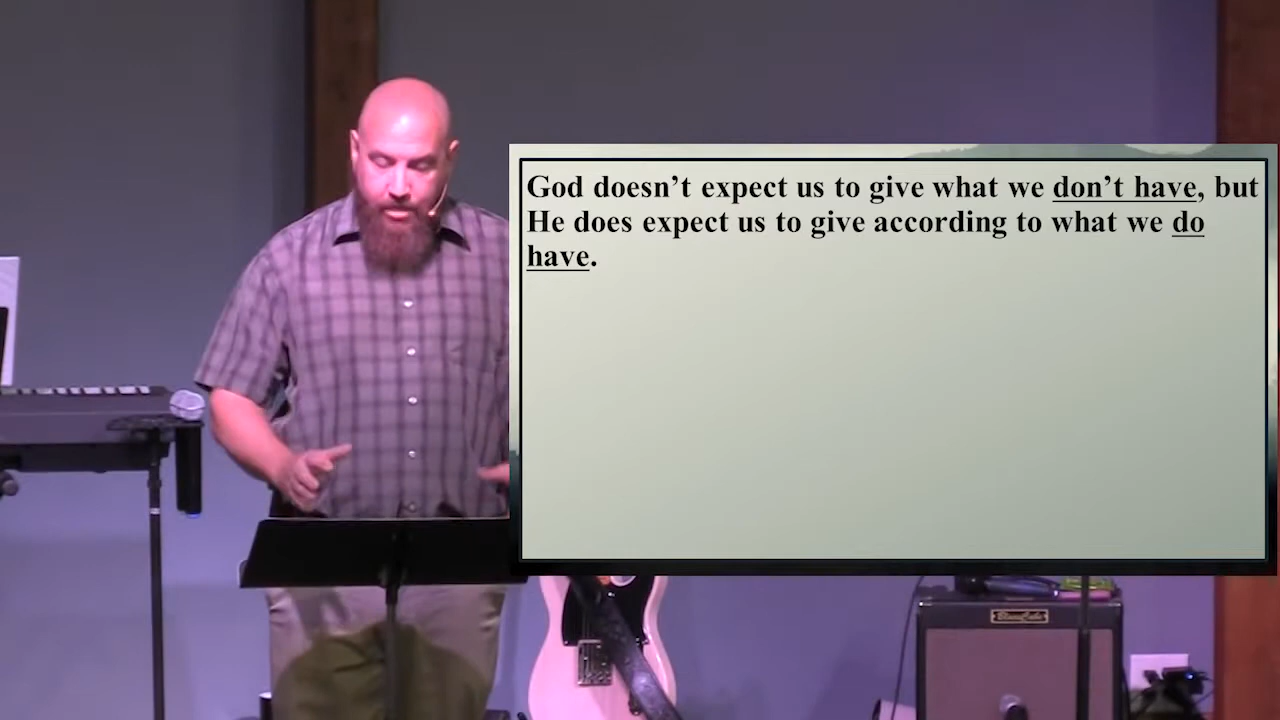 God doesn’t expect us to give what we don’t have, but
He does expect us to give according to what we do
have.